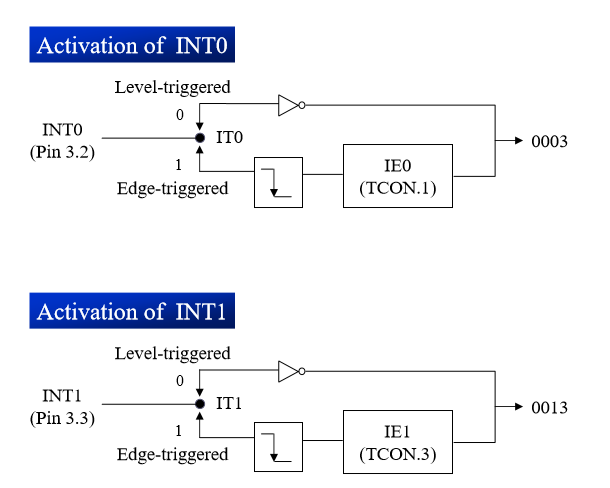 Activation of INT0
Level-triggered
0
INT0
(Pin 3.2)
IT0
1
Edge-triggered
IE0
(TCON.1)
0003
Activation of INT1
Level-triggered
0
INT1
(Pin 3.3)
IT1
1
Edge-triggered
IE1
(TCON.3)
0013